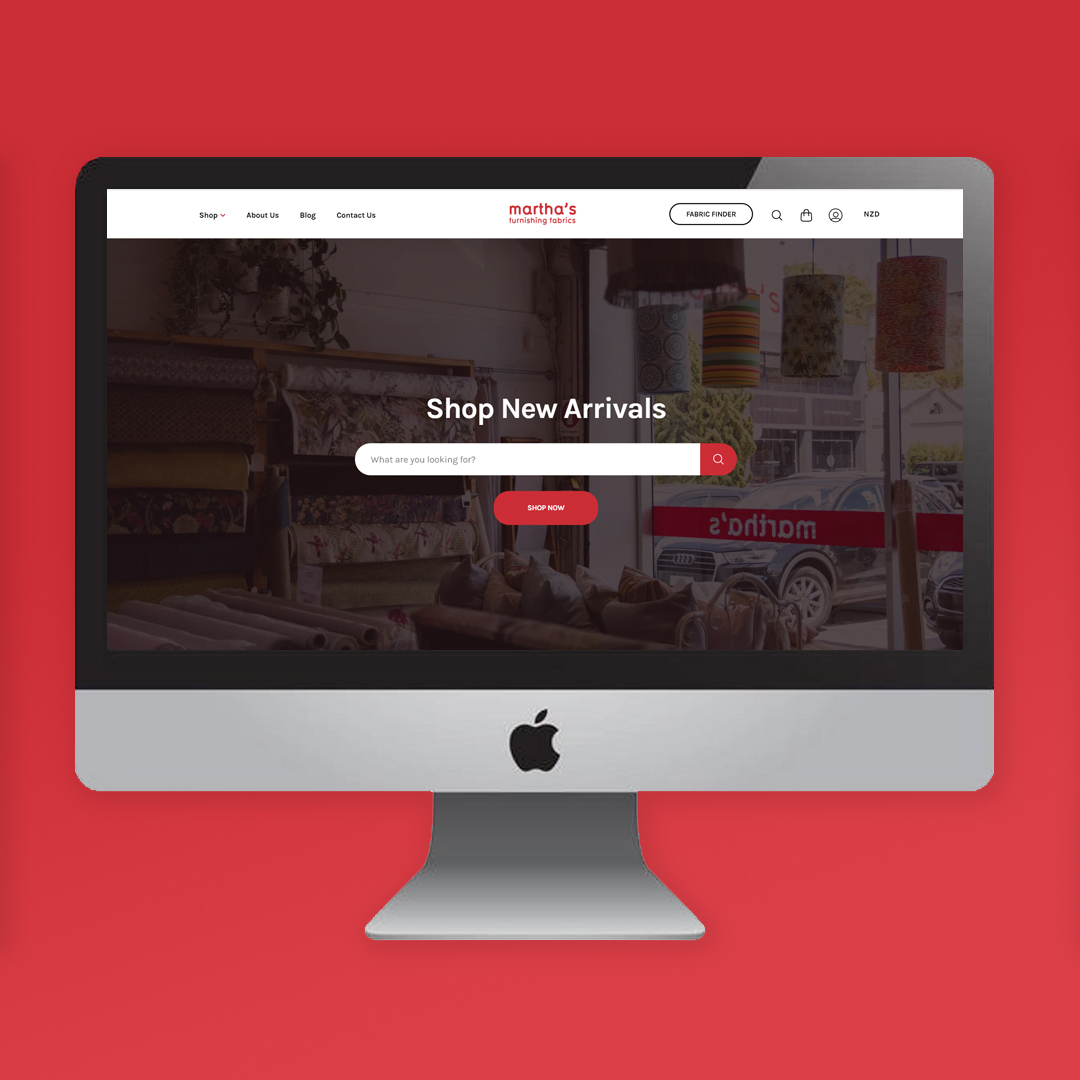 Shop
About Us
Blog
Contact Us
martha's
furnishing fabrics
FABRIC FINDER
NZD
Shop New Arrivals
What are you looking for?
SHOP NOW
martha's